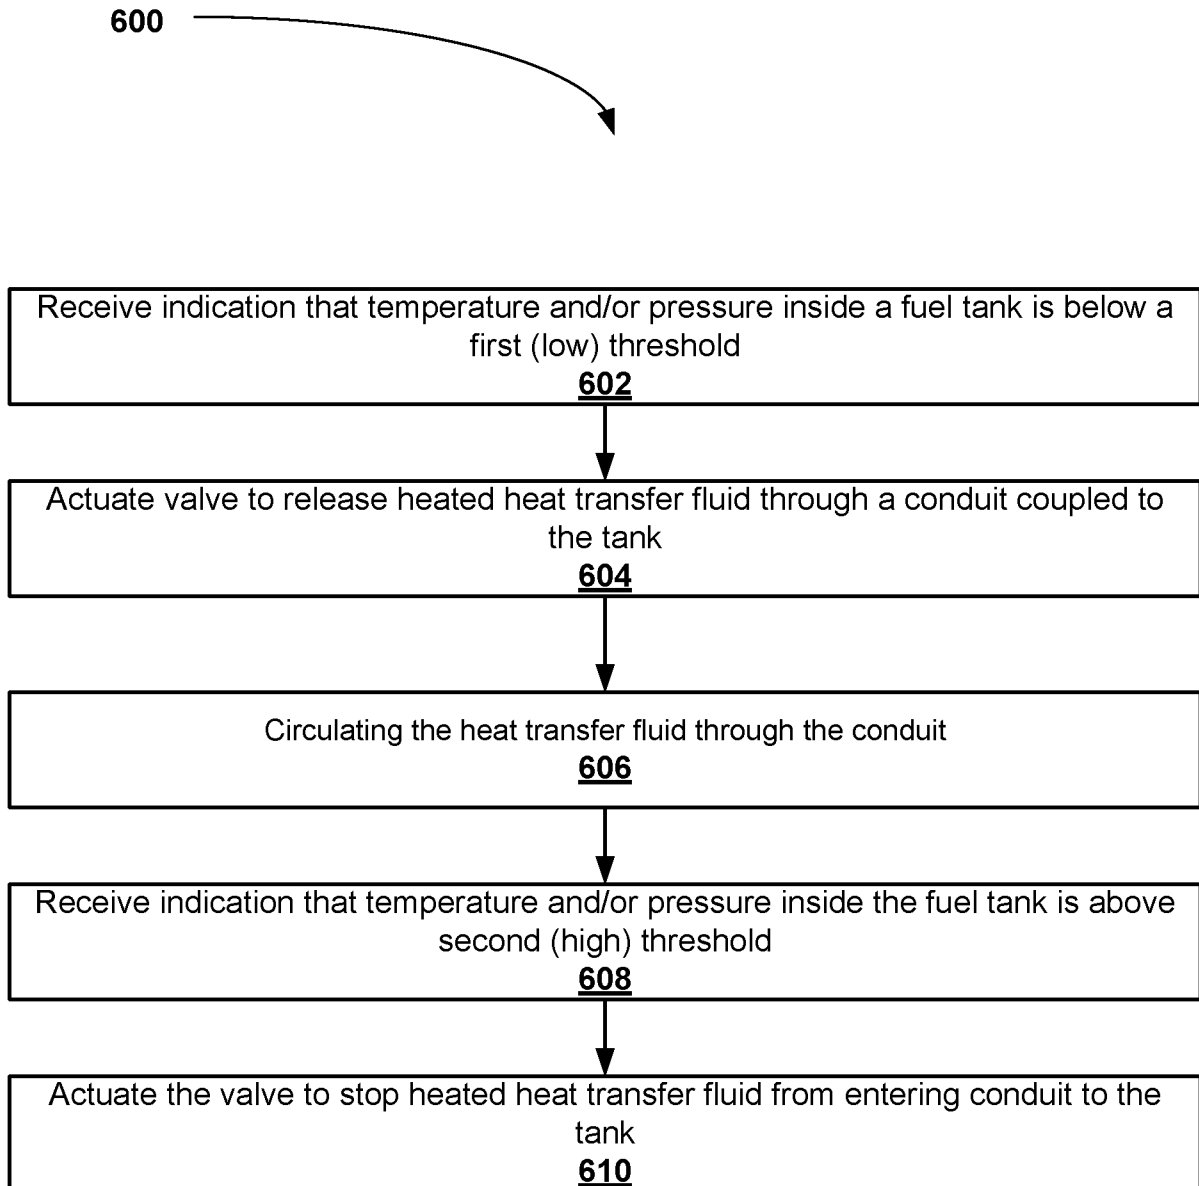 600
Receive indication that temperature and/or pressure inside a fuel tank is below a
first (low) threshold
602
Actuate valve to release heated heat transfer fluid through a conduit coupled to
the tank
604
Circulating the heat transfer fluid through the conduit
606
Receive indication that temperature and/or pressure inside the fuel tank is above
second (high) threshold
608
Actuate the valve to stop heated heat transfer fluid from entering conduit to the
tank
610